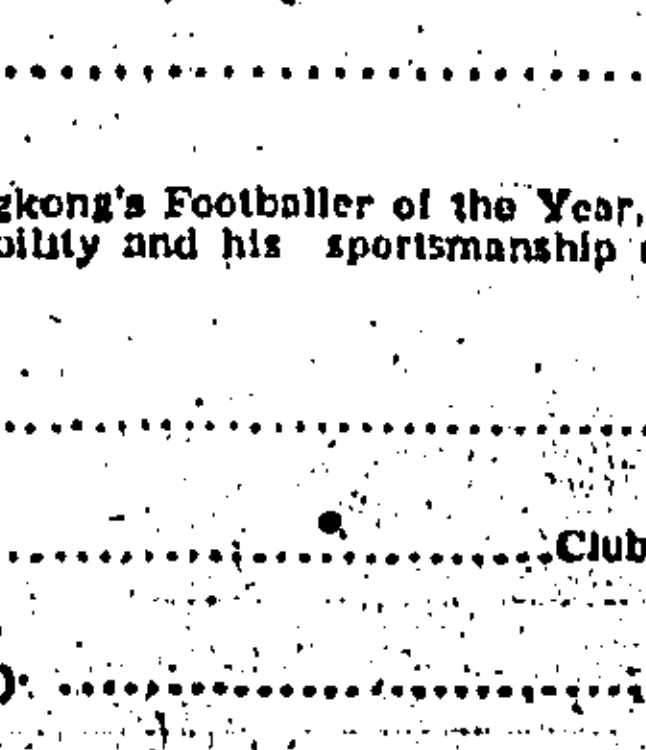 gkong's Footballer of the Year,
bility and his sportsmanship
Club